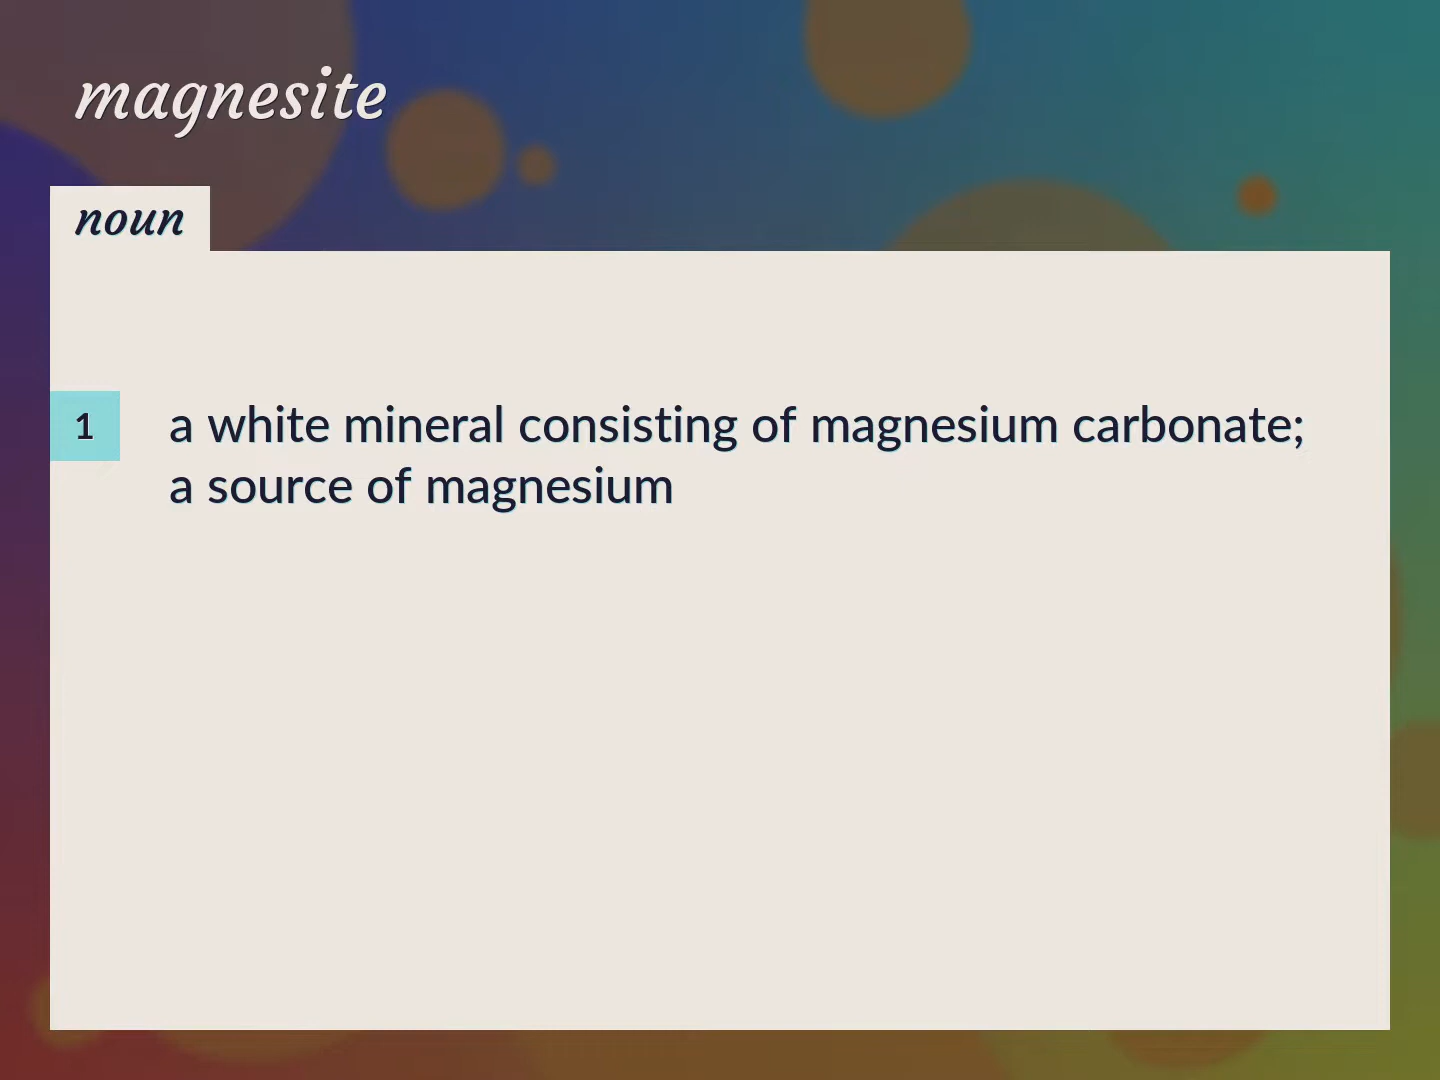 magnesite
noun
1
a white mineral consisting of magnesium carbonate;
a source of magnesium